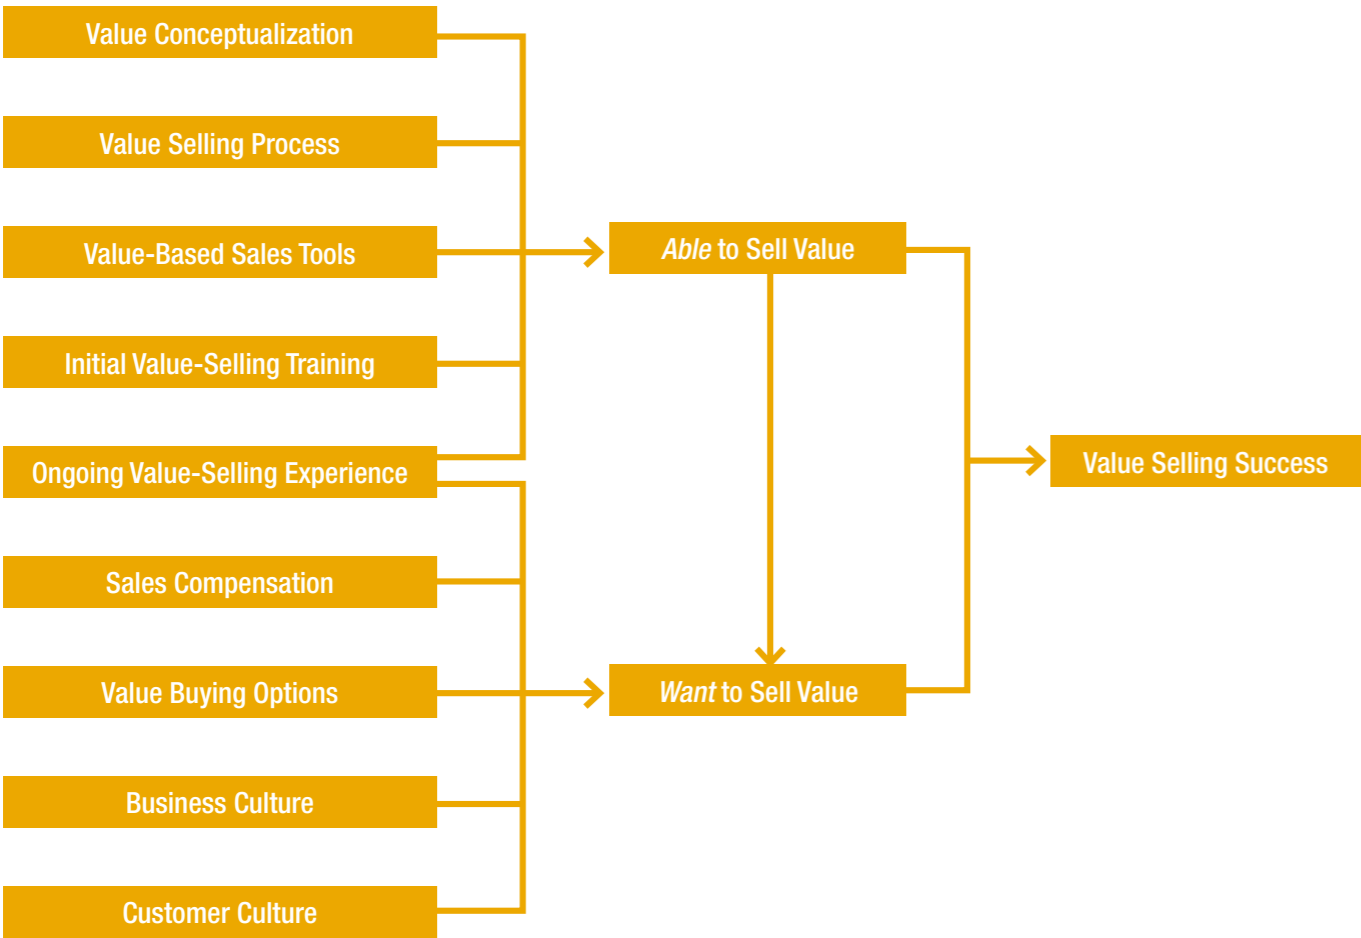 Value Conceptualization
Value Selling Process
Value-Based Sales Tools
Initial Value-Selling Training
Ongoing Value-Selling Experience
Sales Compensation
Value Buying Options
Business Culture
Customer Culture
Able to Sell Value
Want to Sell Value
Value Selling Success